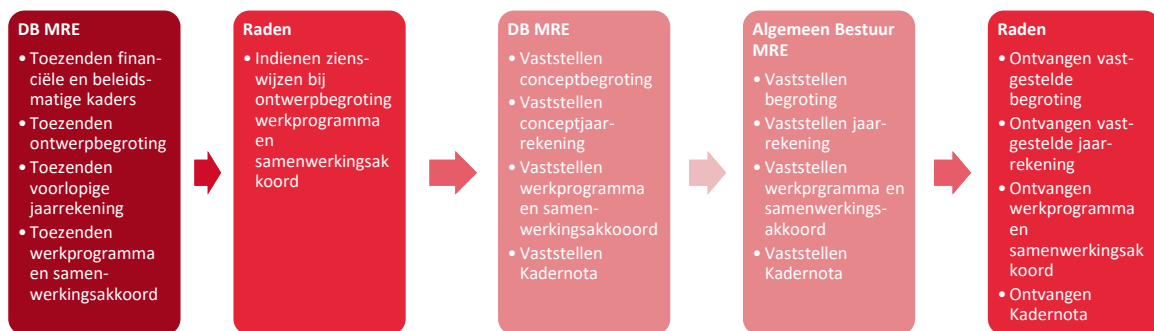 DB MRE
• Toezenden finan-
ciële en beleids-
matige kaders
• Toezenden
ontwerpbegroting
• Toezenden
voorlopige
jaarrekening
• Toezenden
werkprogramma
en samen-
werkingsakkoord
Raden
• Indienen ziens-
wijzen bij
ontwerpbegroting
werkprogramma
en
samenwerkingsak
koord
DB MRE
• Vaststellen
conceptbegroting
• Vaststellen
conceptjaar-
rekening
• Vaststellen
werkprogramma
en samen-
werkingsakkooord
• Vaststellen
Kadernota
Algemeen Bestuur
MRE
• Vaststellen
begroting
• Vaststellen jaar-
rekening
• Vaststellen
werkprgramma en
samenwerkings-
akkoord
• Vaststellen
Kadernota
Raden
• Ontvangen vast-
gestelde
begroting
• Ontvangen vast-
gestelde jaar-
rekening
• Ontvangen
werkprogramma
en
samenwerkingsak
koord
• Ontvangen
Kadernota